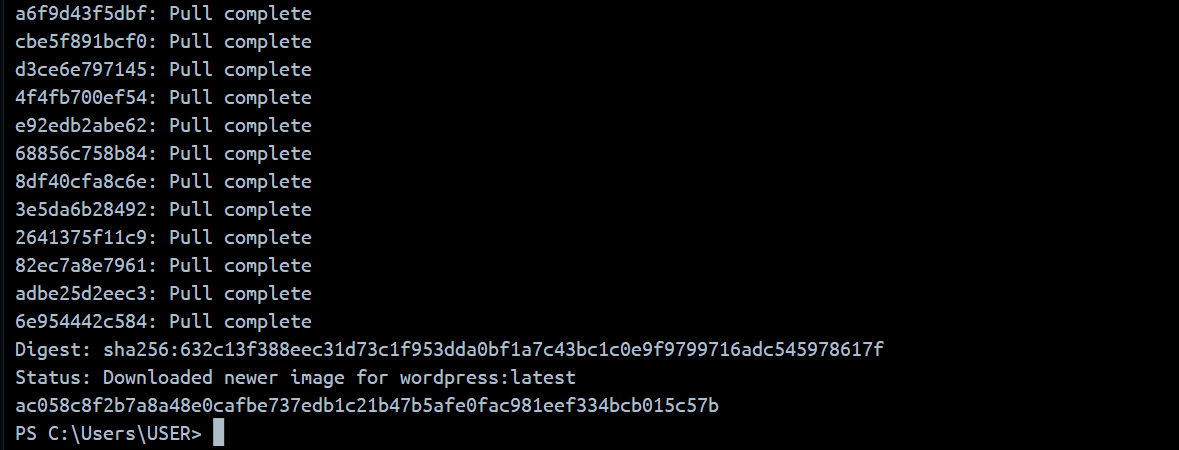 a6f9d43f5dbf: Pull complete
cbe5f891bcf0: Pull complete
d3ce6e797145: Pull complete
4f4fb700ef54: Pull complete
e92edb2abe62: Pull complete
68856c758b84: Pull complete
8df40cfa8c6e: Pull complete
3e5da6b28492: Pull complete
2641375f11c9: Pull complete
82ec7a8e7961: Pull complete
adbe25d2eec3: Pull complete
6e954442c584: Pull complete
Digest: sha256:632c13f388eec31d73c1f953dda0bf1a7c43bc1c0e9f9799716adc545978617f
Status: Downloaded newer image for wordpress:latest
ac058c8f2b7a8a48e0cafbe737edb1c21b47b5afe0fac981eef334bcb015c57b
PS C:\Users\USER>